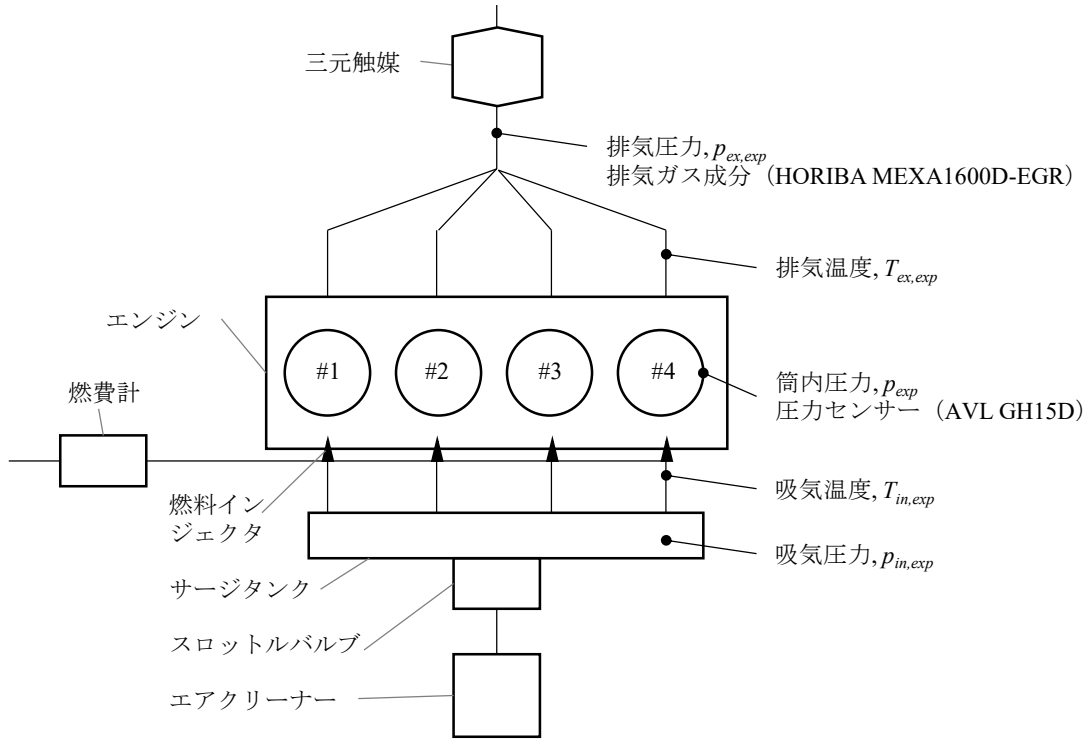 三元触媒
排気圧力, p_ex,exp
排気ガス成分（HORIBA MEXA1600D-EGR）
排気温度, T_ex,exp
エンジン
#1 #2 #3 #4
燃費計
筒内圧力, p_exp
圧力センサー（AVL GH15D）
燃料イン
ジェクタ
吸気温度, T_in,exp
吸気圧力, p_in,exp
サージタンク
スロットルバルブ
エアクリーナー